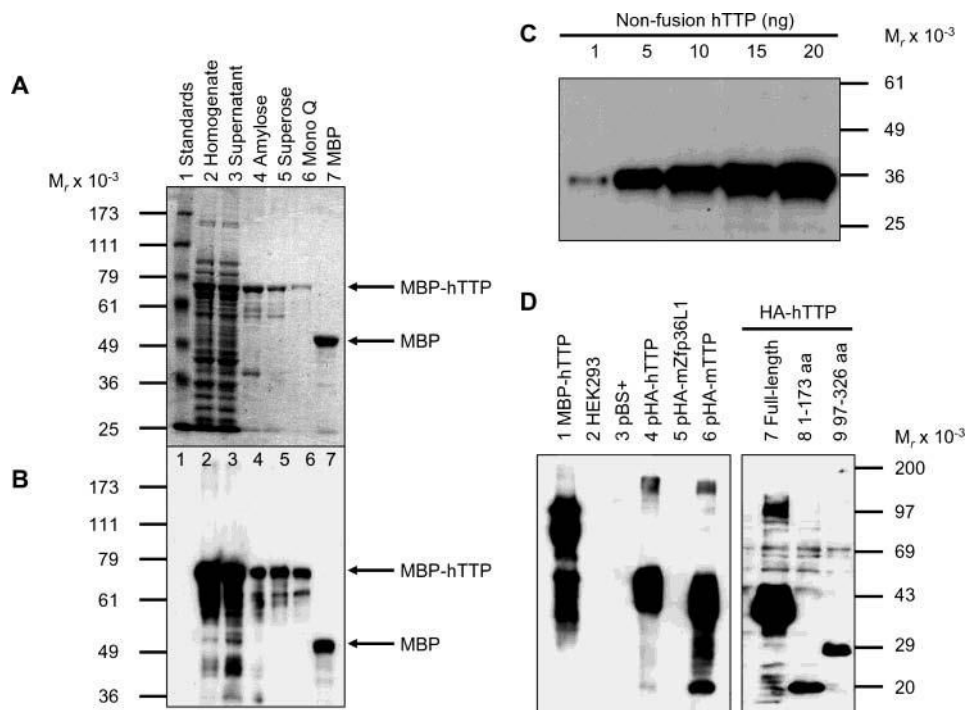 A
M_r x 10^-3
1 Standards
2 Homogenate
3 Supernatant
4 Amylose
5 Superose
6 Mono Q
7 MBP
173
111
79
61
49
36
25
MBP-hTTP
MBP
1 2 3 4 5 6 7
B
173
111
79
61
49
36
MBP-hTTP
MBP
C
Non-fusion hTTP (ng)
1 5 10 15 20
M_r x 10^-3
61
49
36
25
D
1 MBP-hTTP
2 HEK293
3 pBS+
4 pHA-hTTP
5 pHA-mZfp36L1
6 pHA-mTTP
HA-hTTP
7 Full-length
8 1-173 aa
9 97-326 aa
M_r x 10^-3
200
97
69
43
29
20